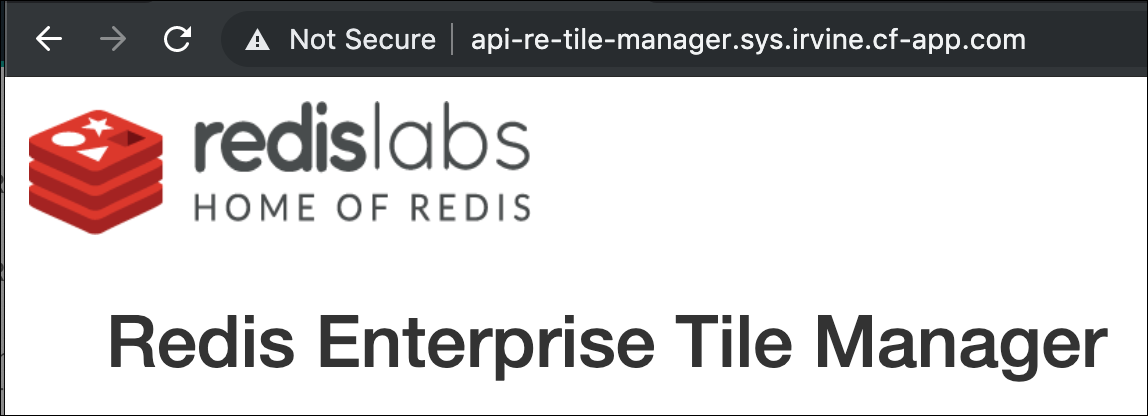 Not Secure | api-re-tile-manager.sys.irvine.cf-app.com
redislabs
HOME OF REDIS
Redis Enterprise Tile Manager